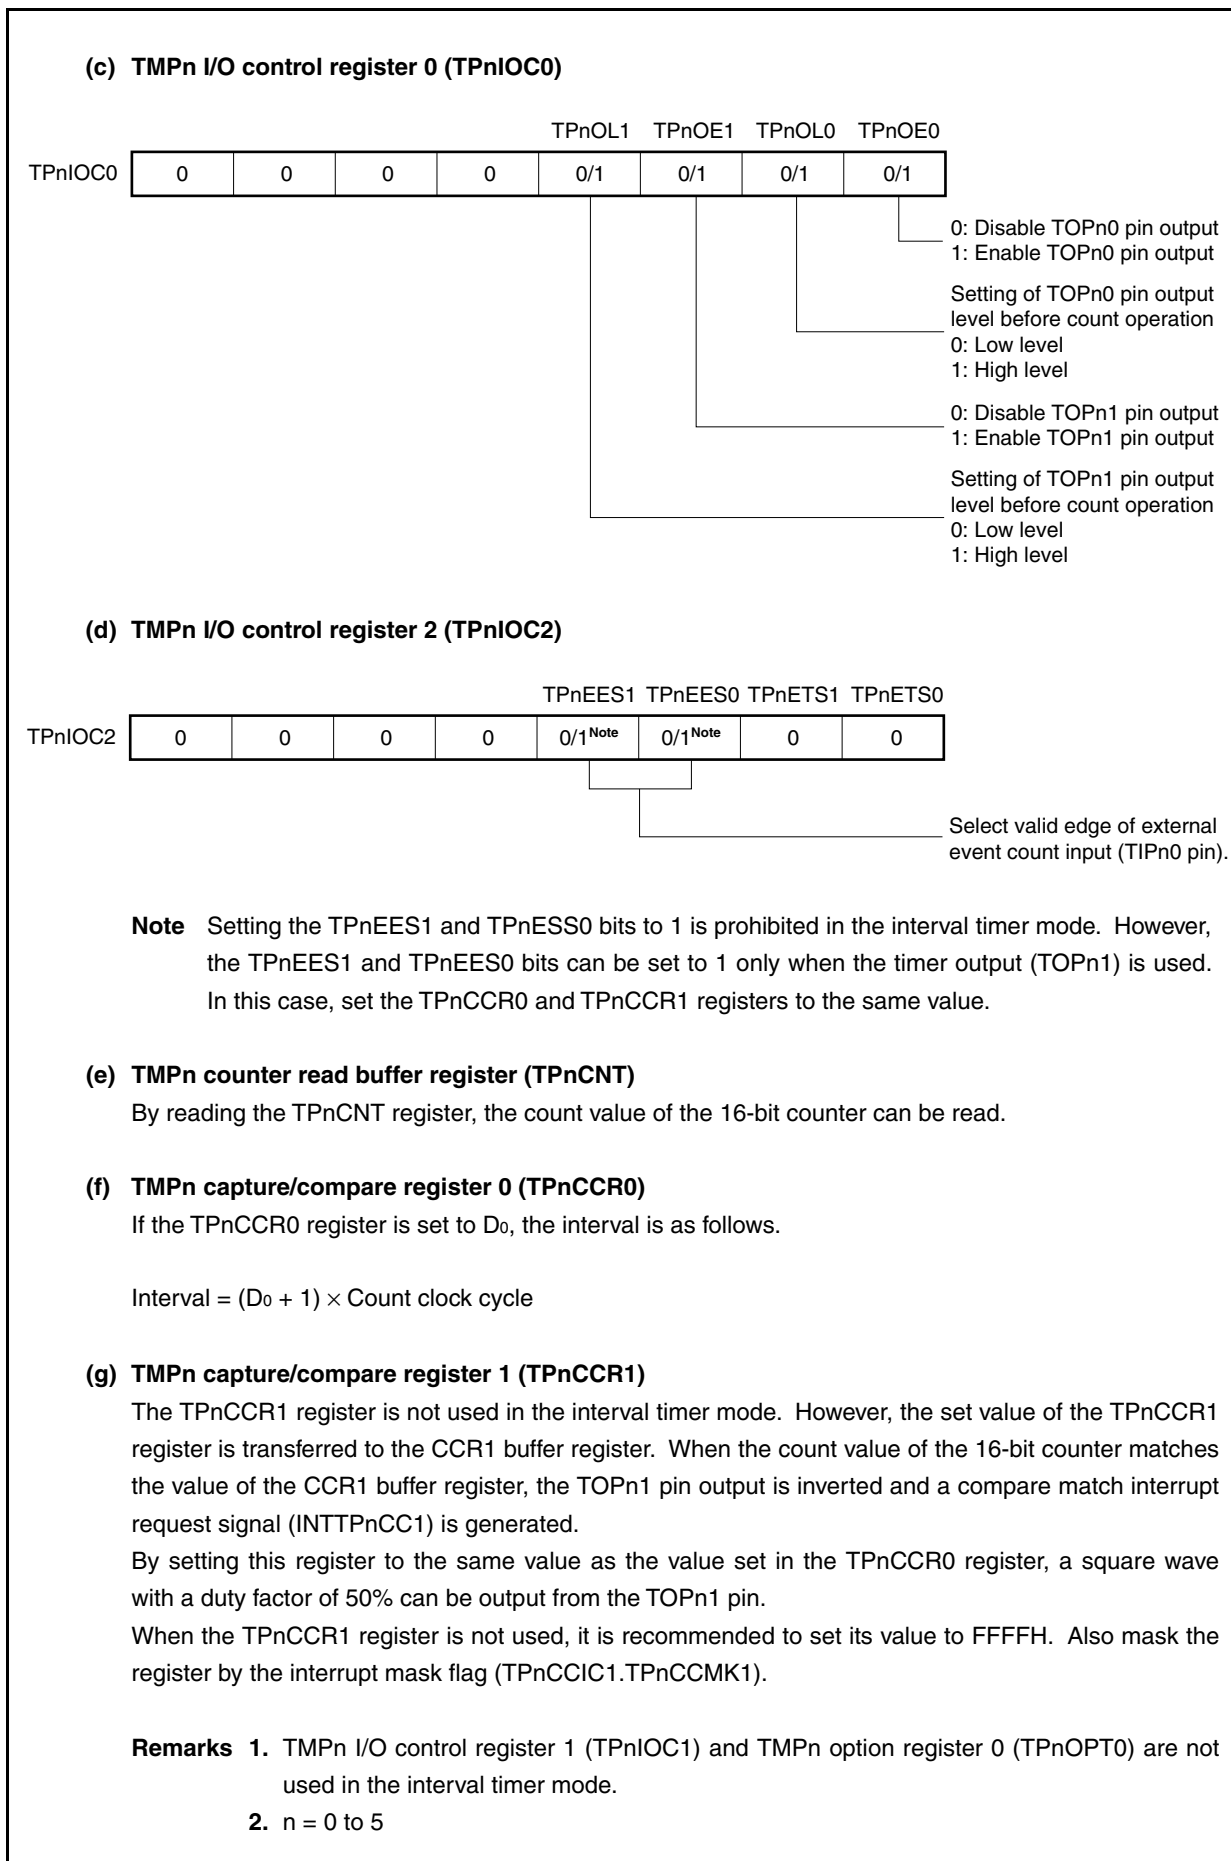 (c) TMPn I/O control register 0 (TPnIOC0)
TPnOL1 TPnOE1 TPnOL0 TPnOE0
TPnIOC0 0 0 0 0 0/1 0/1 0/1 0/1
0: Disable TOPn0 pin output
1: Enable TOPn0 pin output
Setting of TOPn0 pin output
level before count operation
0: Low level
1: High level
0: Disable TOPn1 pin output
1: Enable TOPn1 pin output
Setting of TOPn1 pin output
level before count operation
0: Low level
1: High level
(d) TMPn I/O control register 2 (TPnIOC2)
TPnEES1 TPnEES0 TPnETS1 TPnETS0
TPnIOC2 0 0 0 0 0/1Note 0/1Note 0 0
Select valid edge of external
event count input (TIPn0 pin).
Note Setting the TPnEES1 and TPnESS0 bits to 1 is prohibited in the interval timer mode. However,
the TPnEES1 and TPnEES0 bits can be set to 1 only when the timer output (TOPn1) is used.
In this case, set the TPnCCR0 and TPnCCR1 registers to the same value.
(e) TMPn counter read buffer register (TPnCNT)
By reading the TPnCNT register, the count value of the 16-bit counter can be read.
(f) TMPn capture/compare register 0 (TPnCCR0)
If the TPnCCR0 register is set to D0, the interval is as follows.
Interval = (D0 + 1) × Count clock cycle
(g) TMPn capture/compare register 1 (TPnCCR1)
The TPnCCR1 register is not used in the interval timer mode. However, the set value of the TPnCCR1
register is transferred to the CCR1 buffer register. When the count value of the 16-bit counter matches
the value of the CCR1 buffer register, the TOPn1 pin output is inverted and a compare match interrupt
request signal (INTTPnCC1) is generated.
By setting this register to the same value as the value set in the TPnCCR0 register, a square wave
with a duty factor of 50% can be output from the TOPn1 pin.
When the TPnCCR1 register is not used, it is recommended to set its value to FFFFH. Also mask the
register by the interrupt mask flag (TPnCCIC1.TPnCCMK1).
Remarks 1. TMPn I/O control register 1 (TPnIOC1) and TMPn option register 0 (TPnOPT0) are not
used in the interval timer mode.
2. n = 0 to 5